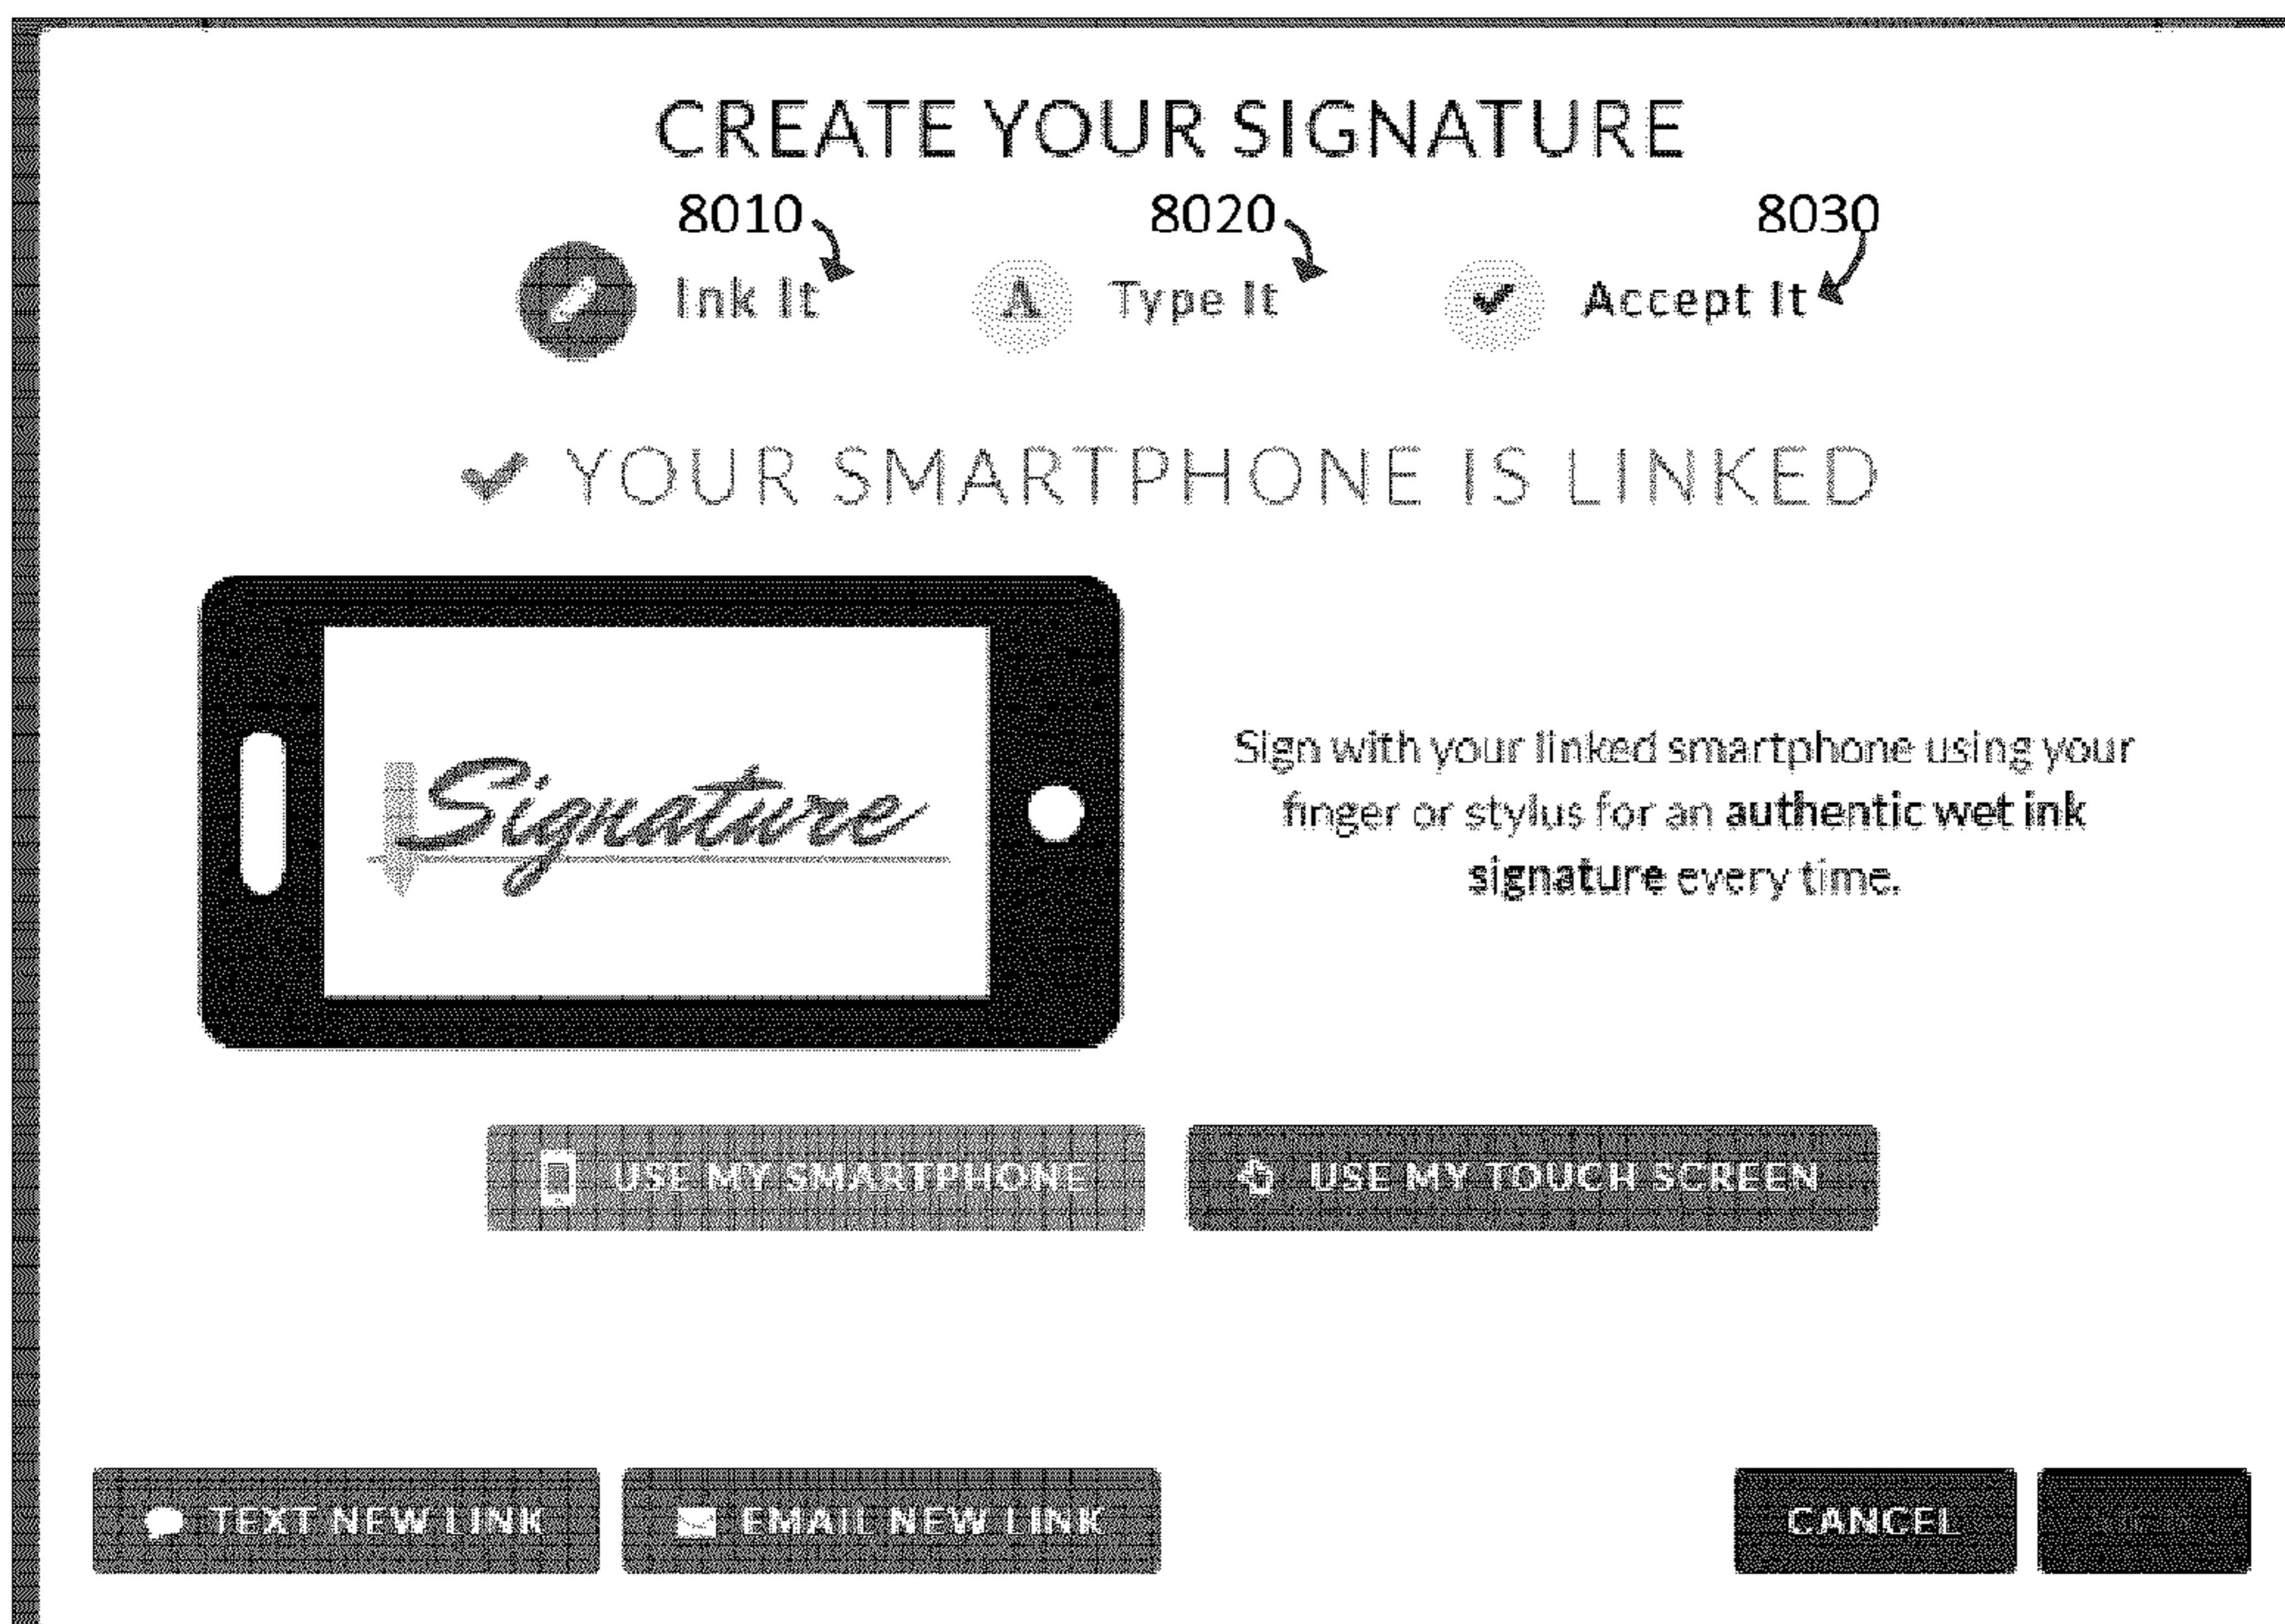 CREATE YOUR SIGNATURE
8010 8020 8030
Ink It A Type It Accept It
YOUR SMARTPHONE IS LINKED
Signature
Sign with your linked smartphone using your
finger or stylus for an authentic wet ink
signature every time.
USE MY SMARTPHONE USE MY TOUCH SCREEN
TEXT NEW LINK EMAIL NEW LINK CANCEL